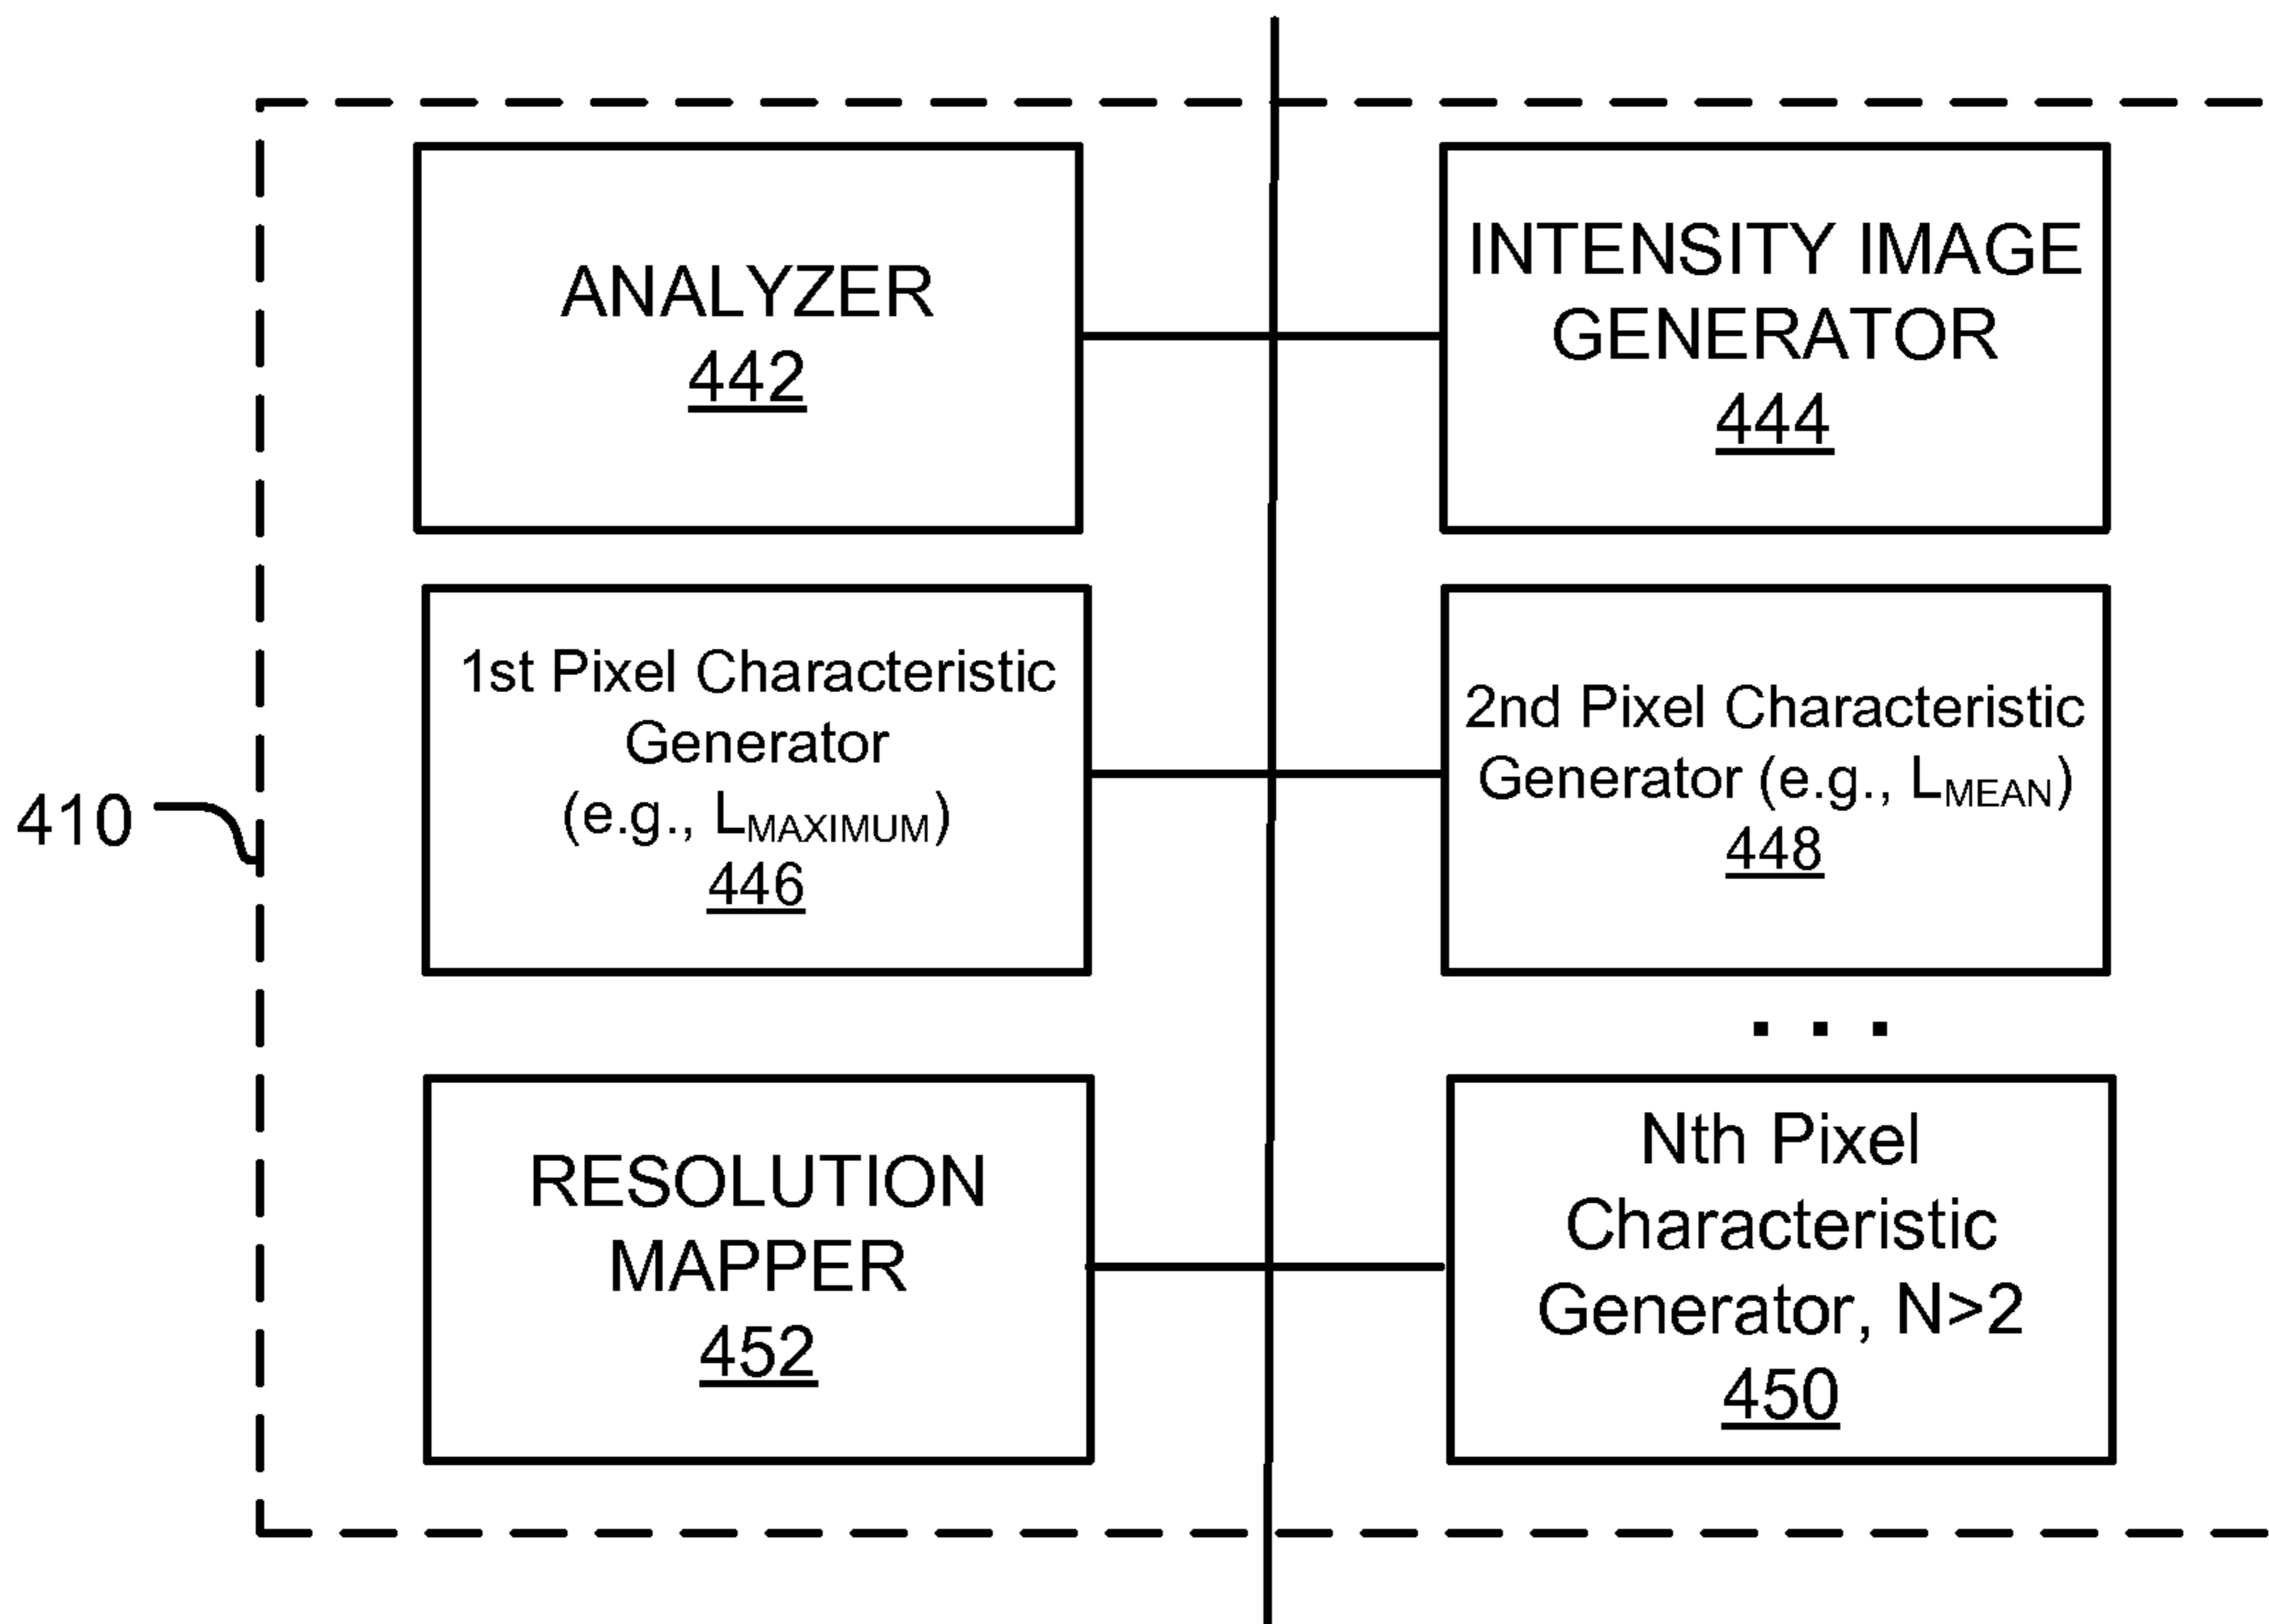 ANALYZER
442
INTENSITY IMAGE
GENERATOR
444
1st Pixel Characteristic
Generator
(e.g., LMAXIMUM)
446
2nd Pixel Characteristic
Generator (e.g., LMEAN)
448
410
. . .
RESOLUTION
MAPPER
452
Nth Pixel
Characteristic
Generator, N>2
450